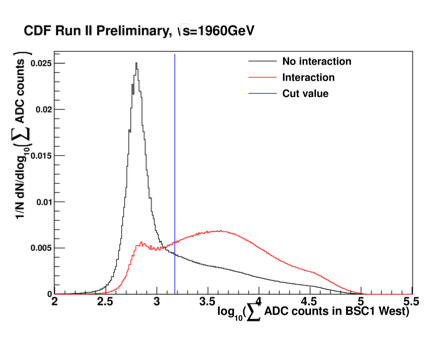 CDF Run II Preliminary, √s=1960GeV
No interaction
Interaction
Cut value
1/N dN/dlog10(∑ ADC counts)
0.025
0.02
0.015
0.01
0.005
0
2 2.5 3 3.5 4 4.5 5 5.5
log10(∑ ADC counts in BSC1 West)